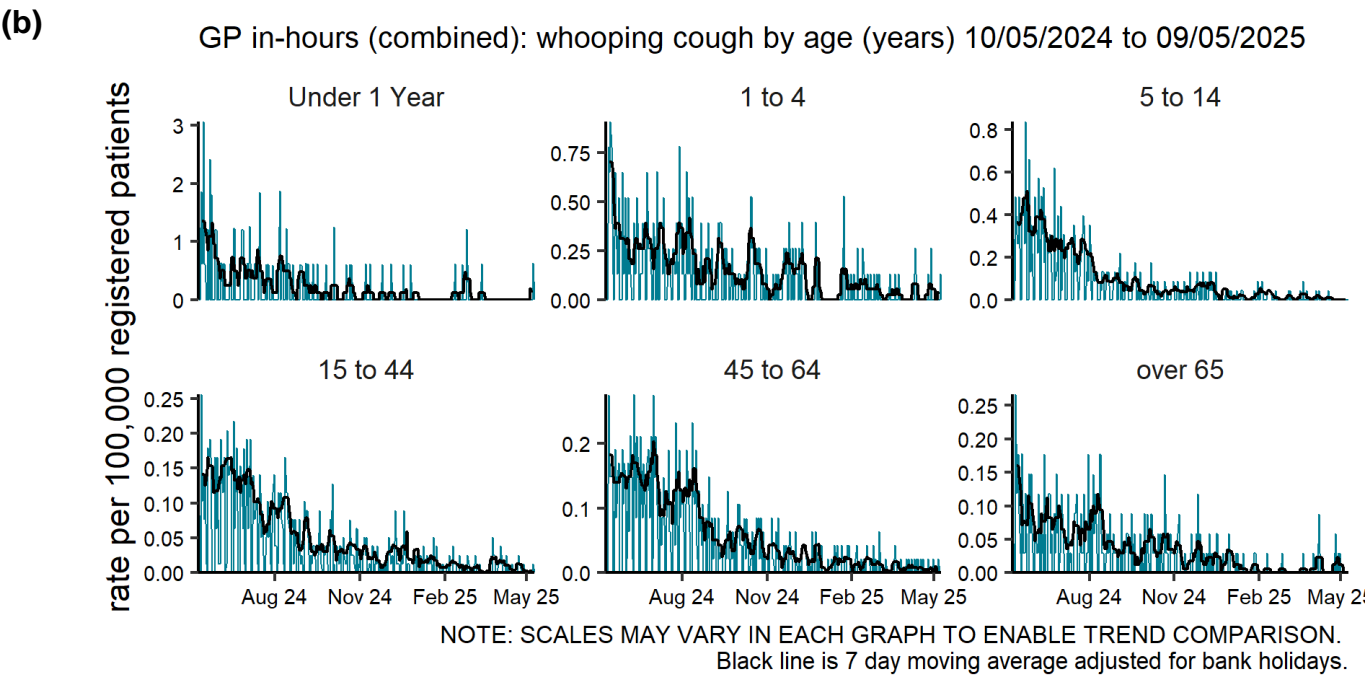 (b)
GP in-hours (combined): whooping cough by age (years) 10/05/2024 to 09/05/2025
rate per 100,000 registered patients
Under 1 Year
3
2
1
0
1 to 4
0.75
0.50
0.25
0.00
5 to 14
0.8
0.6
0.4
0.2
0.0
15 to 44
0.25
0.20
0.15
0.10
0.05
0.00
Aug 24 Nov 24 Feb 25 May 25
45 to 64
0.2
0.1
0.0
Aug 24 Nov 24 Feb 25 May 25
over 65
0.25
0.20
0.15
0.10
0.05
0.00
Aug 24 Nov 24 Feb 25 May 25
NOTE: SCALES MAY VARY IN EACH GRAPH TO ENABLE TREND COMPARISON.
Black line is 7 day moving average adjusted for bank holidays.